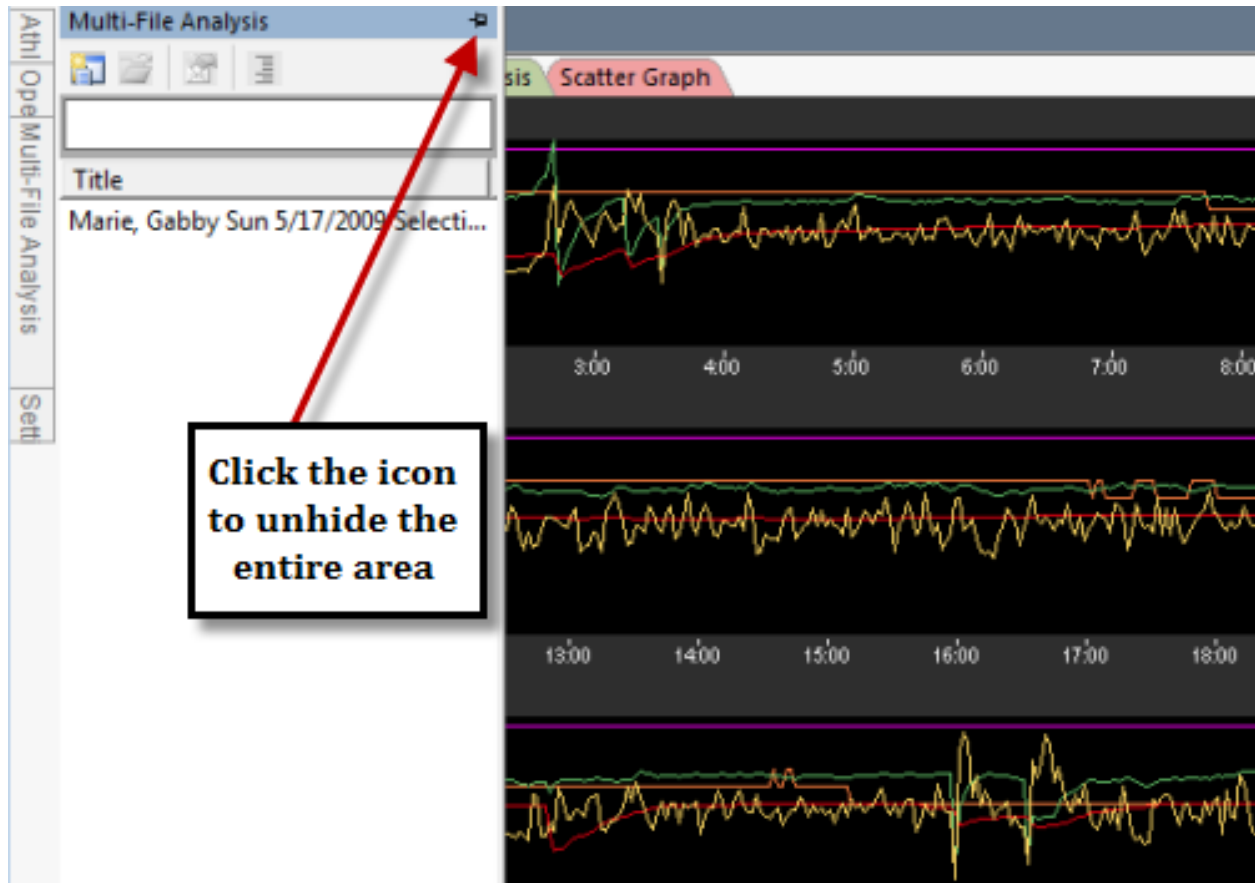 Athl
Ope
Multi-File Analysis
Setti
Multi-File Analysis
Title
Marie, Gabby Sun 5/17/2009 Selecti...
Click the icon
to unhide the
entire area
sis
Scatter Graph
3:00 4:00 5:00 6:00 7:00 8:00
13:00 14:00 15:00 16:00 17:00 18:00